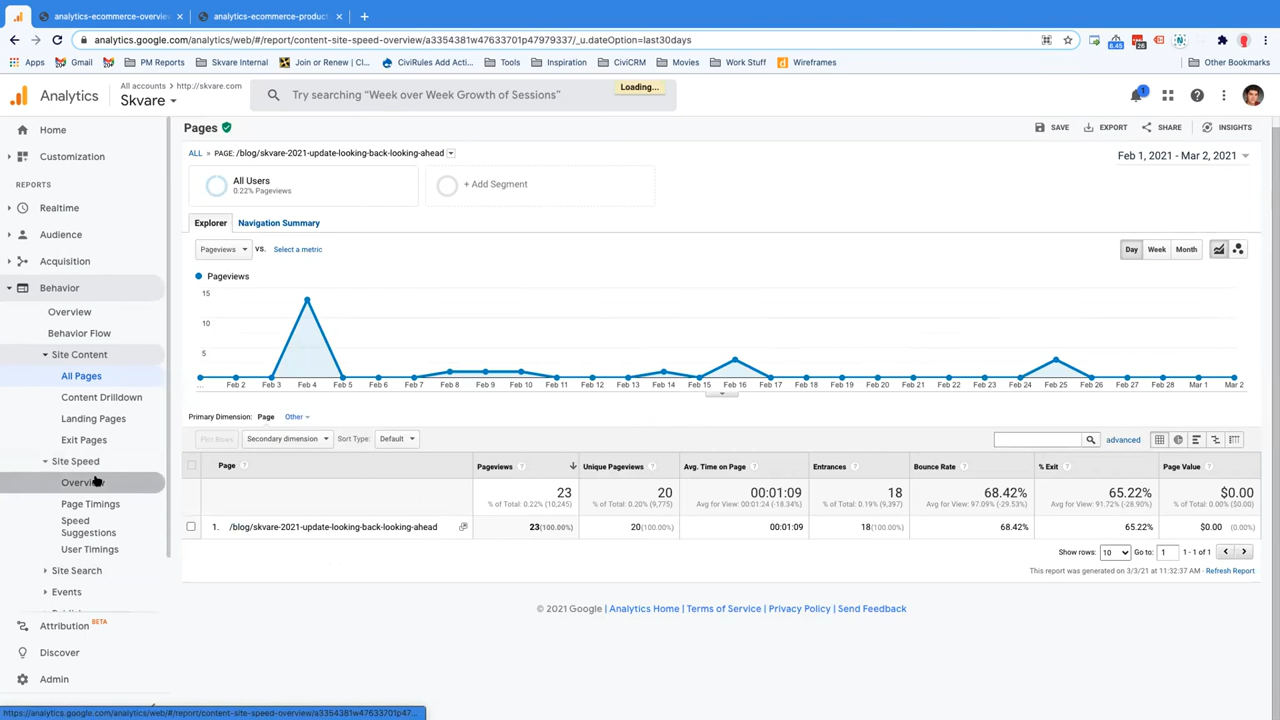 analytics-ecommerce-overvie
analytics-ecommerce-product
analytics.google.com/analytics/web/#/report/content-site-speed-overview/a3354381w47633701p47979337/_u.dateOption=last30days
6.45
26
Apps
Gmail
PM Reports
Skvare Internal
Join or Renew | Cl...
CiviRules Add Acti...
Tools
Inspiration
CiviCRM
Movies
Work Stuff
Wireframes
Other Bookmarks
Analytics
All accounts > http://skvare.com
Skvare
Try searching “Week over Week Growth of Sessions”
Loading...
1
Home
Customization
REPORTS
Realtime
Audience
Acquisition
Behavior
Overview
Behavior Flow
Site Content
All Pages
Content Drilldown
Landing Pages
Exit Pages
Site Speed
Overview
Page Timings
Speed
Suggestions
User Timings
Site Search
Events
Attribution BETA
Discover
Admin
Pages
SAVE
EXPORT
SHARE
INSIGHTS
ALL » PAGE: /blog/skvare-2021-update-looking-back-looking-ahead
Feb 1, 2021 - Mar 2, 2021
All Users
0.22% Pageviews
+ Add Segment
Explorer
Navigation Summary
Pageviews
VS.
Select a metric
Day
Week
Month
Pageviews
15
10
5
... Feb 2 Feb 3 Feb 4 Feb 5 Feb 6 Feb 7 Feb 8 Feb 9 Feb 10 Feb 11 Feb 12 Feb 13 Feb 14 Feb 15 Feb 16 Feb 17 Feb 18 Feb 19 Feb 20 Feb 21 Feb 22 Feb 23 Feb 24 Feb 25 Feb 26 Feb 27 Feb 28 Mar 1 Mar 2
Primary Dimension: Page Other
Plot Rows
Secondary dimension
Sort Type:
Default
advanced
Page
Pageviews
Unique Pageviews
Avg. Time on Page
Entrances
Bounce Rate
% Exit
Page Value
23
% of Total: 0.22% (10,245)
20
% of Total: 0.20% (9,775)
00:01:09
Avg for View: 00:01:24 (-18.34%)
18
% of Total: 0.19% (9,397)
68.42%
Avg for View: 97.09% (-29.53%)
65.22%
Avg for View: 91.72% (-28.90%)
$0.00
% of Total: 0.00% ($0.00)
1. /blog/skvare-2021-update-looking-back-looking-ahead 23(100.00%) 20(100.00%) 00:01:09 18(100.00%) 68.42% 65.22% $0.00 (0.00%)
Show rows: 10 Go to: 1 1 - 1 of 1
This report was generated on 3/3/21 at 11:32:37 AM - Refresh Report
© 2021 Google | Analytics Home | Terms of Service | Privacy Policy | Send Feedback
https://analytics.google.com/analytics/web/#/report/content-site-speed-overview/a3354381w47633701p47...